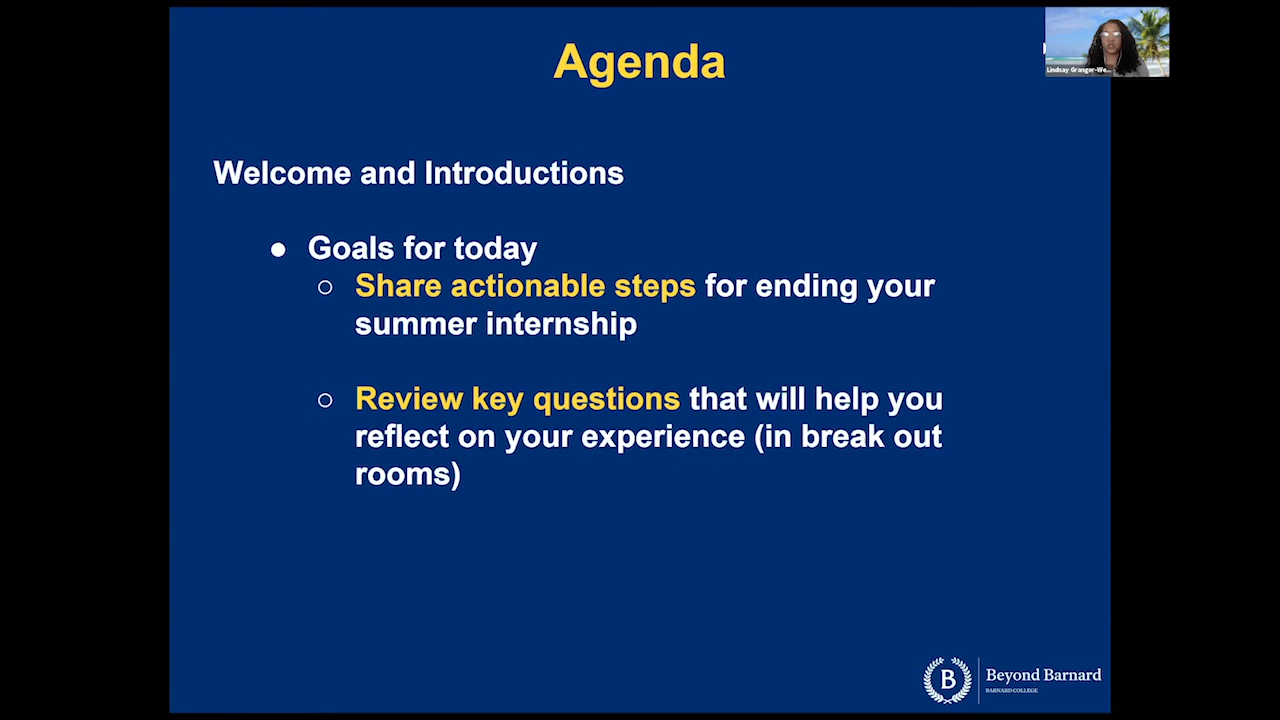 Agenda
Lindsay Granger-We...
Welcome and Introductions
● Goals for today
○ Share actionable steps for ending your
summer internship
○ Review key questions that will help you
reflect on your experience (in break out
rooms)
B
Beyond Barnard
BARNARD COLLEGE